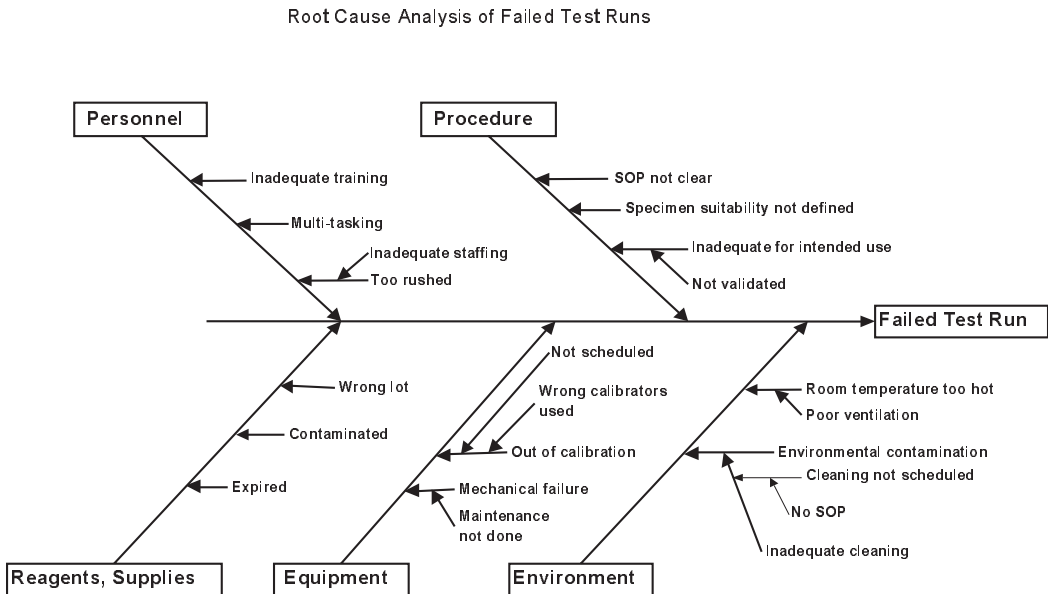 Root Cause Analysis of Failed Test Runs
Personnel
Procedure
Inadequate training
Multi-tasking
Inadequate staffing
Too rushed
SOP not clear
Specimen suitability not defined
Inadequate for intended use
Not validated
Failed Test Run
Wrong lot
Contaminated
Expired
Not scheduled
Wrong calibrators
used
Out of calibration
Mechanical failure
Maintenance
not done
Room temperature too hot
Poor ventilation
Environmental contamination
Cleaning not scheduled
No SOP
Inadequate cleaning
Reagents, Supplies
Equipment
Environment